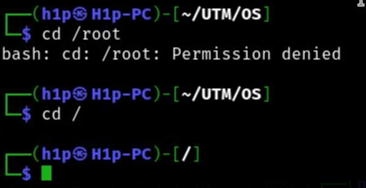 ┌──(h1p㉿H1p-PC)-[~/UTM/OS]
└─$ cd /root
bash: cd: /root: Permission denied
┌──(h1p㉿H1p-PC)-[~/UTM/OS]
└─$ cd /
┌──(h1p㉿H1p-PC)-[/]
└─$